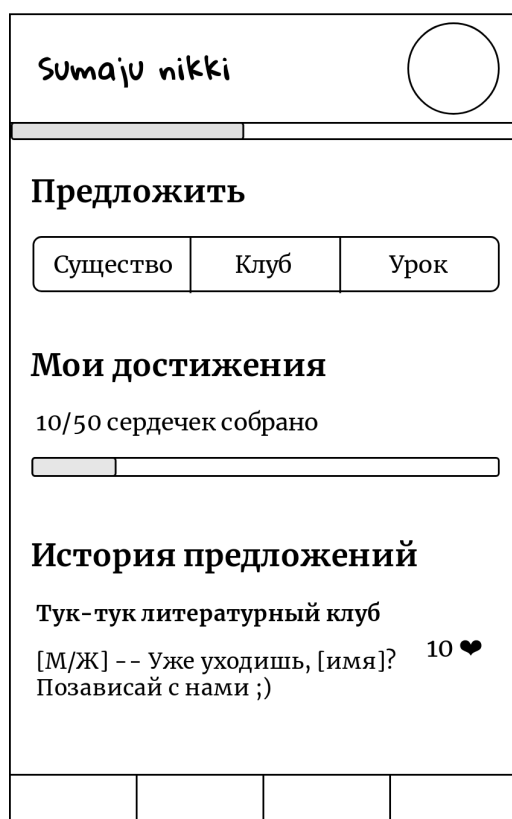 Sumaju nikki
Предложить
Существо Клуб Урок
Мои достижения
10/50 сердечек собрано
История предложений
Тук-тук литературный клуб
10 ❤
[М/Ж] -- Уже уходишь, [имя]?
Позависай с нами ;)